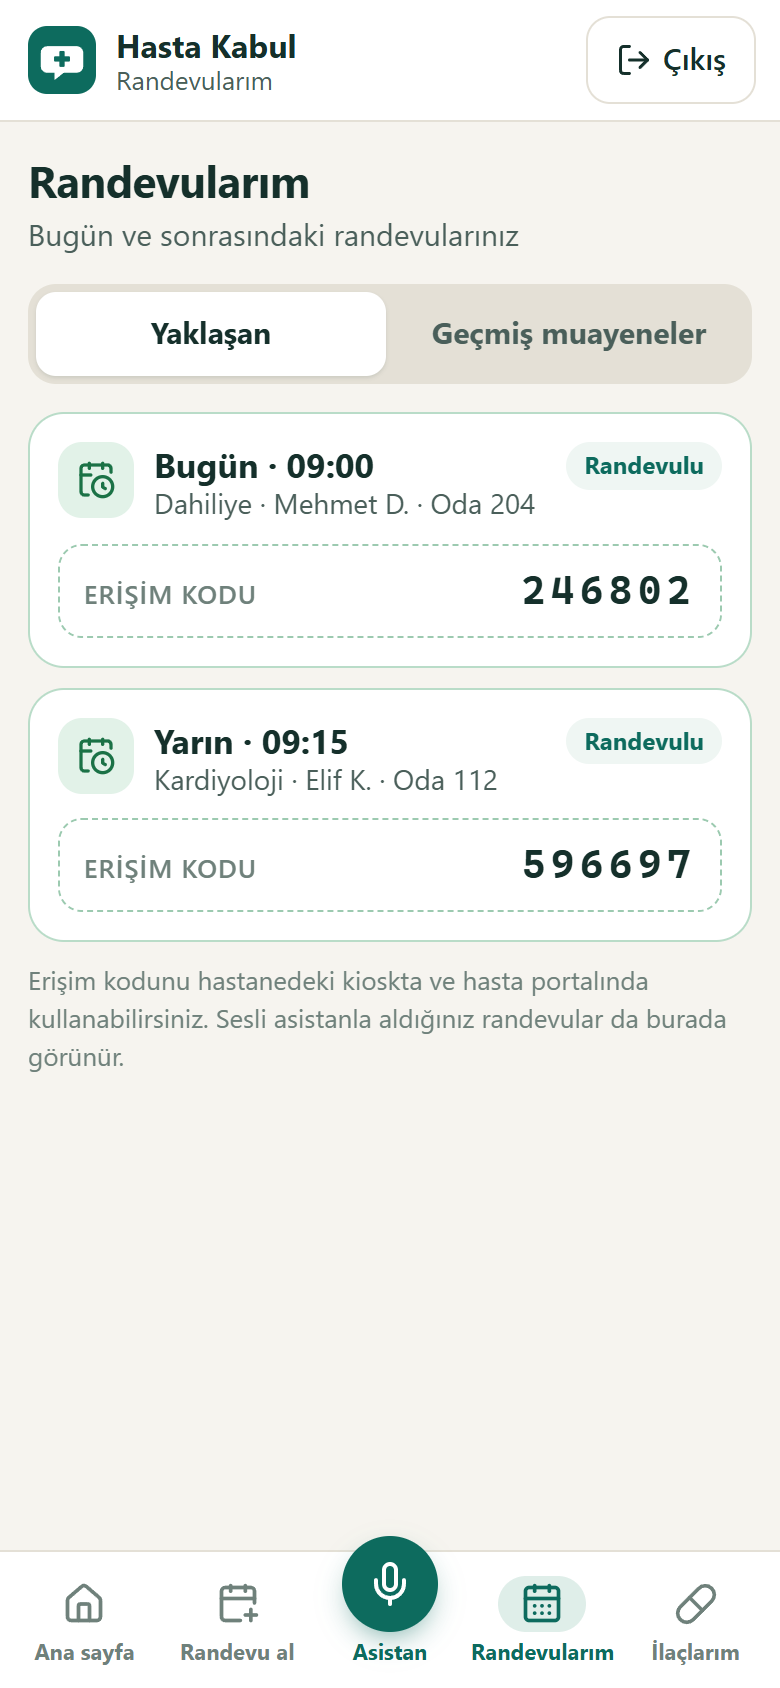 Hasta Kabul
Randevularım
Çıkış
Randevularım
Bugün ve sonrasındaki randevularınız
Yaklaşan
Geçmiş muayeneler
Bugün · 09:00
Randevulu
Dahiliye · Mehmet D. · Oda 204
ERİŞİM KODU
246802
Yarın · 09:15
Randevulu
Kardiyoloji · Elif K. · Oda 112
ERİŞİM KODU
596697
Erişim kodunu hastanedeki kioskta ve hasta portalında
kullanabilirsiniz. Sesli asistanla aldığınız randevular da burada
görünür.
Ana sayfa
Randevu al
Asistan
Randevularım
İlaçlarım